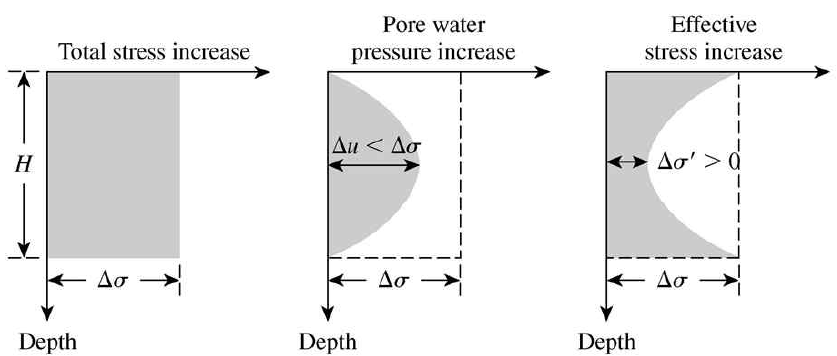 Total stress increase
Pore water
pressure increase
Effective
stress increase
H
Δu < Δσ
Δσ′ > 0
Δσ
Δσ
Δσ
Depth
Depth
Depth